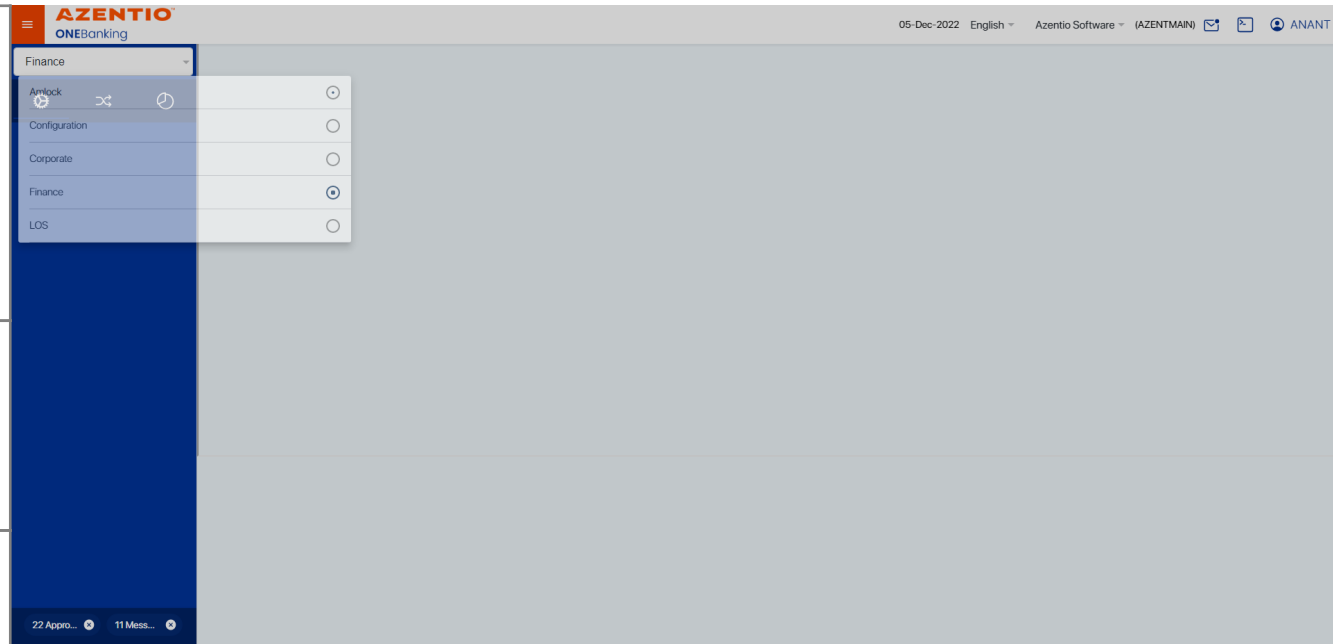 AZENTIO™
ONEBanking
05-Dec-2022 English Azentio Software (AZENTMAIN) ANANT
Finance
Amlock
Configuration
Corporate
Finance
LOS
22 Appro... 11 Mess...